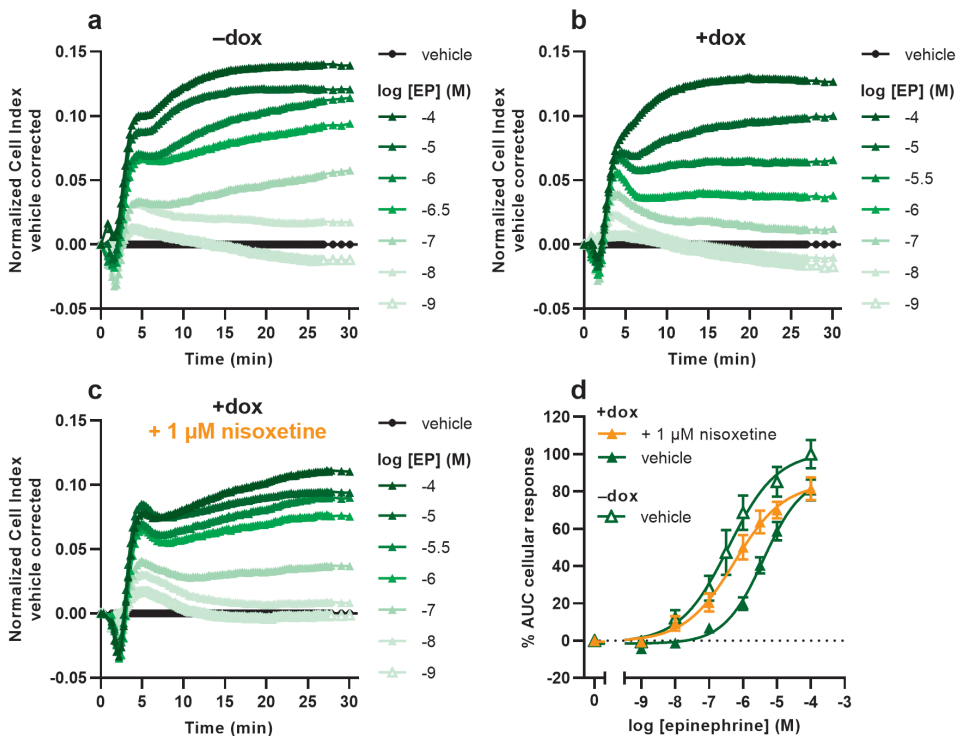 a
–dox
Normalized Cell Index
vehicle corrected
0.15
0.10
0.05
0.00
-0.05
0 5 10 15 20 25 30
Time (min)
vehicle
log [EP] (M)
-4
-5
-6
-6.5
-7
-8
-9
b
+dox
Normalized Cell Index
vehicle corrected
0.15
0.10
0.05
0.00
-0.05
0 5 10 15 20 25 30
Time (min)
vehicle
log [EP] (M)
-4
-5
-5.5
-6
-7
-8
-9
c
+dox
+ 1 µM nisoxetine
Normalized Cell Index
vehicle corrected
0.15
0.10
0.05
0.00
-0.05
0 5 10 15 20 25 30
Time (min)
vehicle
log [EP] (M)
-4
-5
-5.5
-6
-7
-8
-9
d
+dox
+ 1 µM nisoxetine
vehicle
–dox
vehicle
% AUC cellular response
120
100
80
60
40
20
0
-20
0 -9 -8 -7 -6 -5 -4 -3
log [epinephrine] (M)